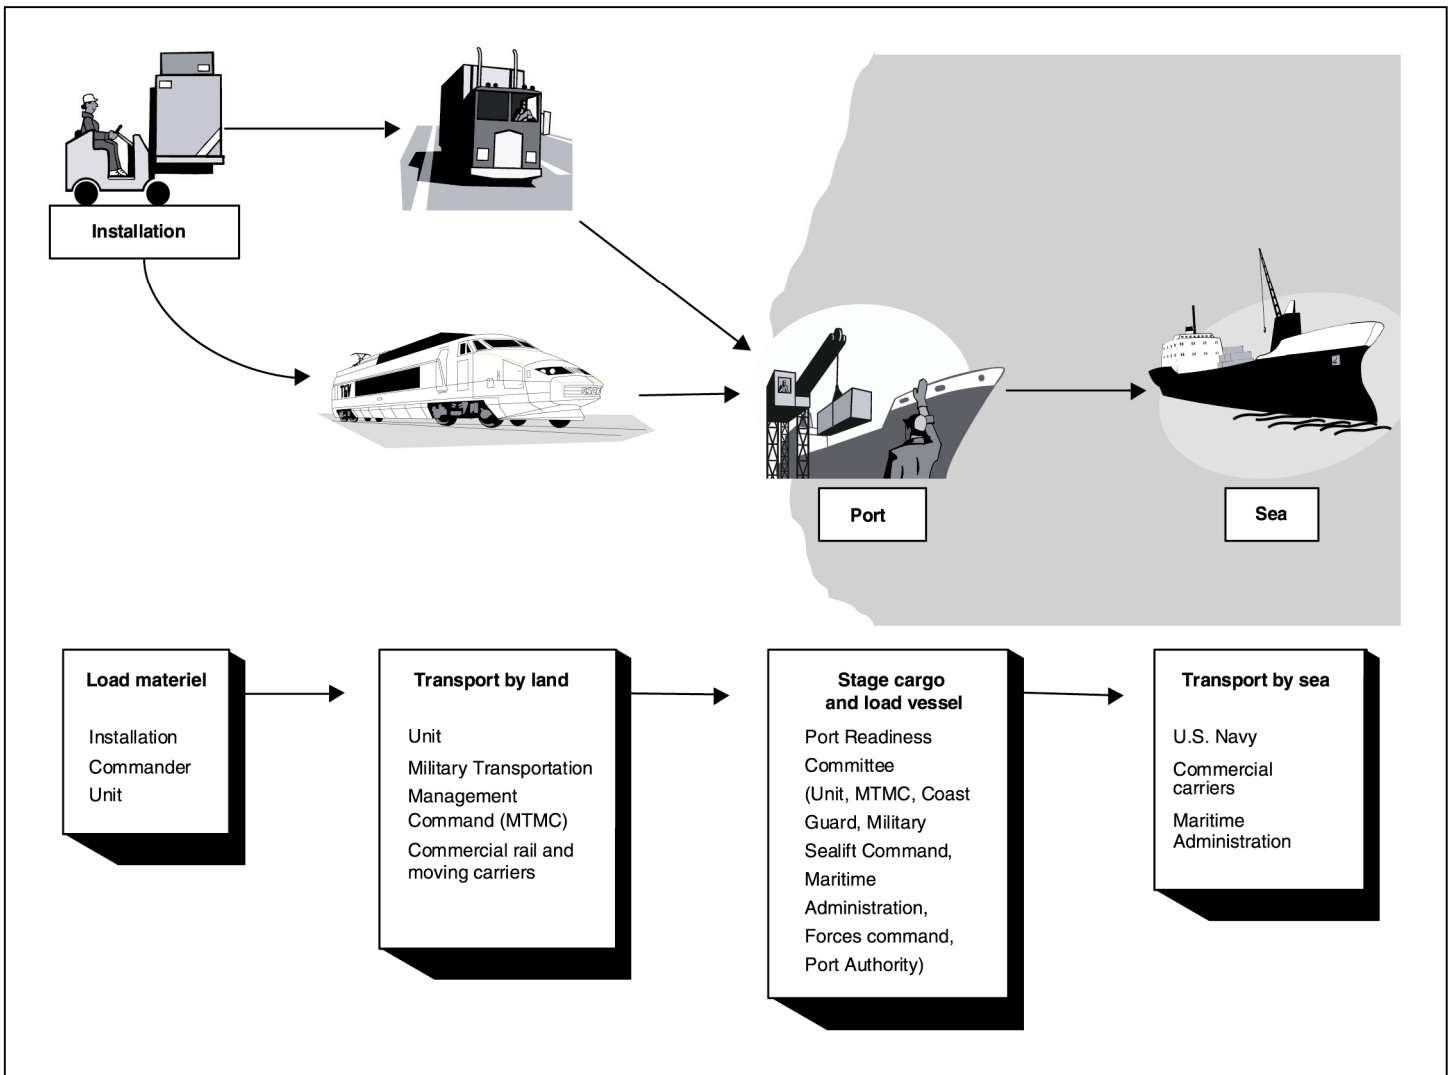 Installation
TGV
Port
Sea
Load materiel
Installation
Commander
Unit
Transport by land
Unit
Military Transportation
Management
Command (MTMC)
Commercial rail and
moving carriers
Stage cargo
and load vessel
Port Readiness
Committee
(Unit, MTMC, Coast
Guard, Military
Sealift Command,
Maritime
Administration,
Forces command,
Port Authority)
Transport by sea
U.S. Navy
Commercial
carriers
Maritime
Administration